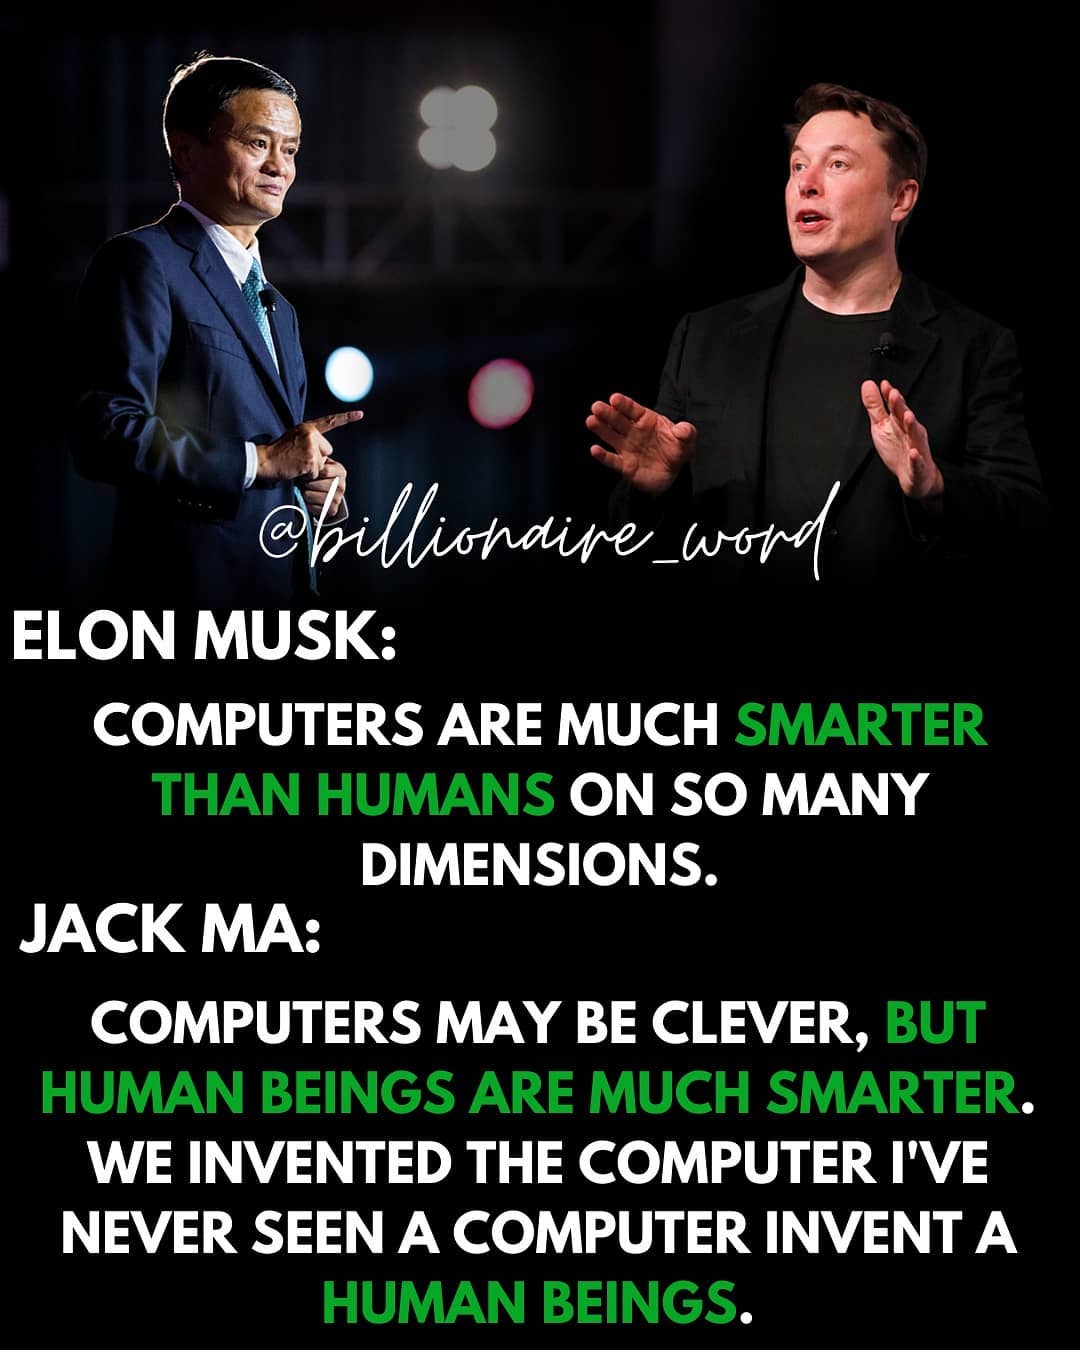 @billionaire_word
ELON MUSK:
COMPUTERS ARE MUCH SMARTER
THAN HUMANS ON SO MANY
DIMENSIONS.
JACK MA:
COMPUTERS MAY BE CLEVER, BUT
HUMAN BEINGS ARE MUCH SMARTER.
WE INVENTED THE COMPUTER I'VE
NEVER SEEN A COMPUTER INVENT A
HUMAN BEINGS.